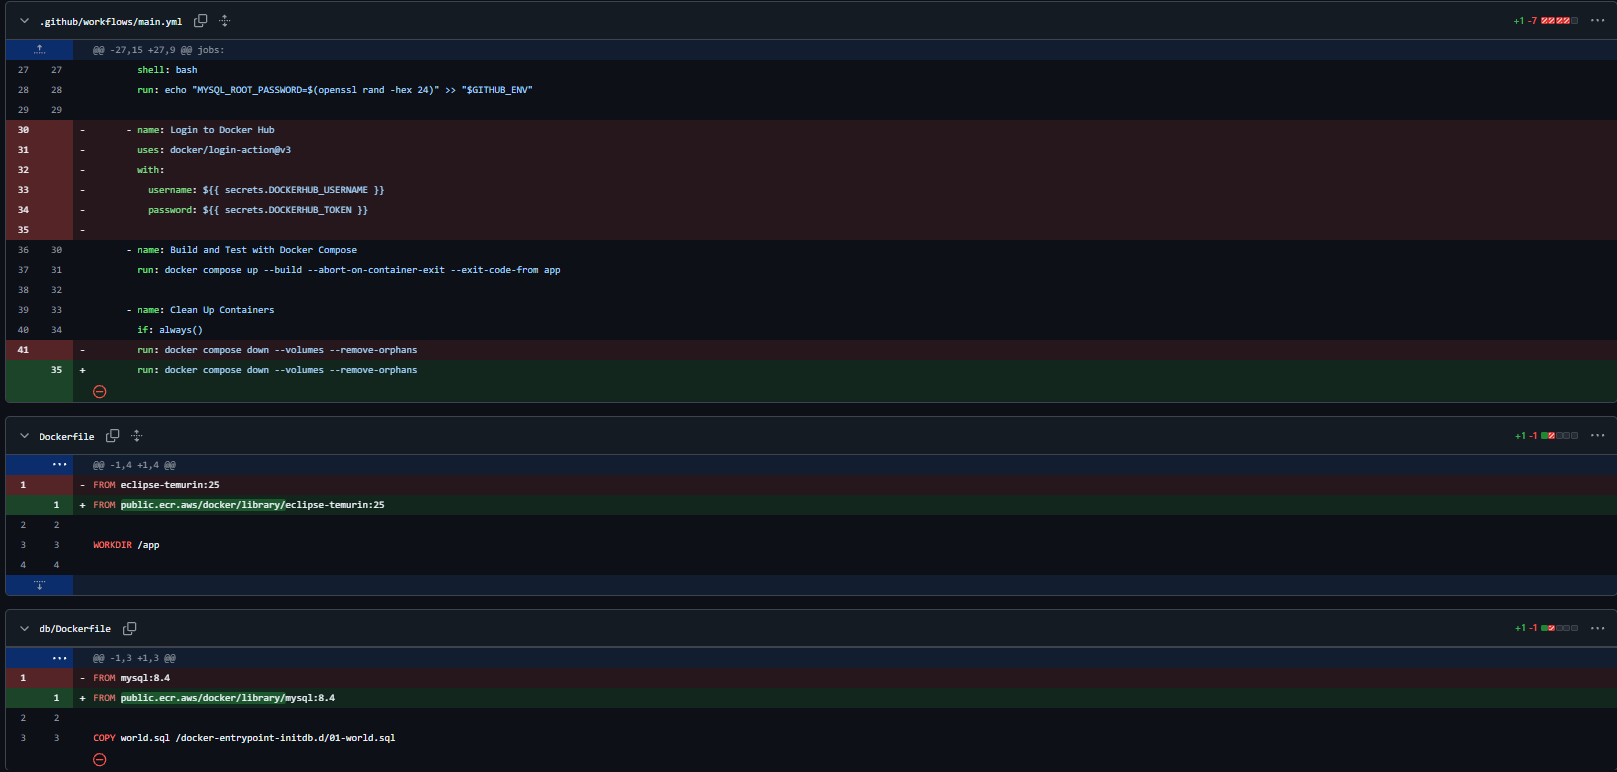 .github/workflows/main.yml +1 -7
@@ -27,15 +27,9 @@ jobs:
27 27 shell: bash
28 28 run: echo "MYSQL_ROOT_PASSWORD=$(openssl rand -hex 24)" >> "$GITHUB_ENV"
29 29
30 - - name: Login to Docker Hub
31 - uses: docker/login-action@v3
32 - with:
33 - username: ${{ secrets.DOCKERHUB_USERNAME }}
34 - password: ${{ secrets.DOCKERHUB_TOKEN }}
35 -
36 30 - name: Build and Test with Docker Compose
37 31 run: docker compose up --build --abort-on-container-exit --exit-code-from app
38 32
39 33 - name: Clean Up Containers
40 34 if: always()
41 - run: docker compose down --volumes --remove-orphans
35 + run: docker compose down --volumes --remove-orphans
Dockerfile +1 -1
@@ -1,4 +1,4 @@
1 - FROM eclipse-temurin:25
1 + FROM public.ecr.aws/docker/library/eclipse-temurin:25
2 2
3 3 WORKDIR /app
4 4
db/Dockerfile +1 -1
@@ -1,3 +1,3 @@
1 - FROM mysql:8.4
1 + FROM public.ecr.aws/docker/library/mysql:8.4
2 2
3 3 COPY world.sql /docker-entrypoint-initdb.d/01-world.sql